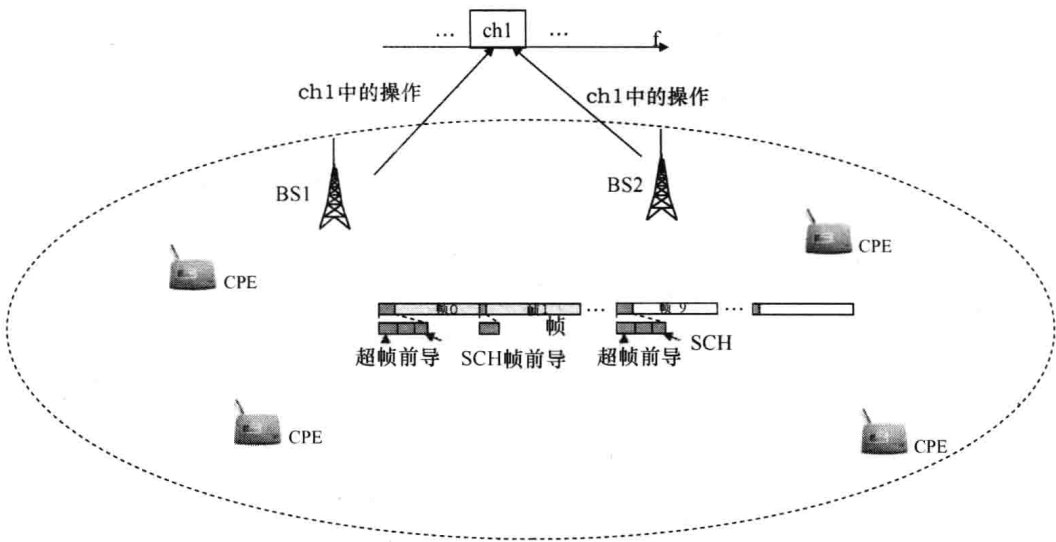 … ch1 … f
ch1中的操作 ch1中的操作
BS1 BS2
CPE CPE
帧0 帧1 … 帧 9 …
帧
超帧前导 SCH帧前导 超帧前导 SCH
CPE CPE